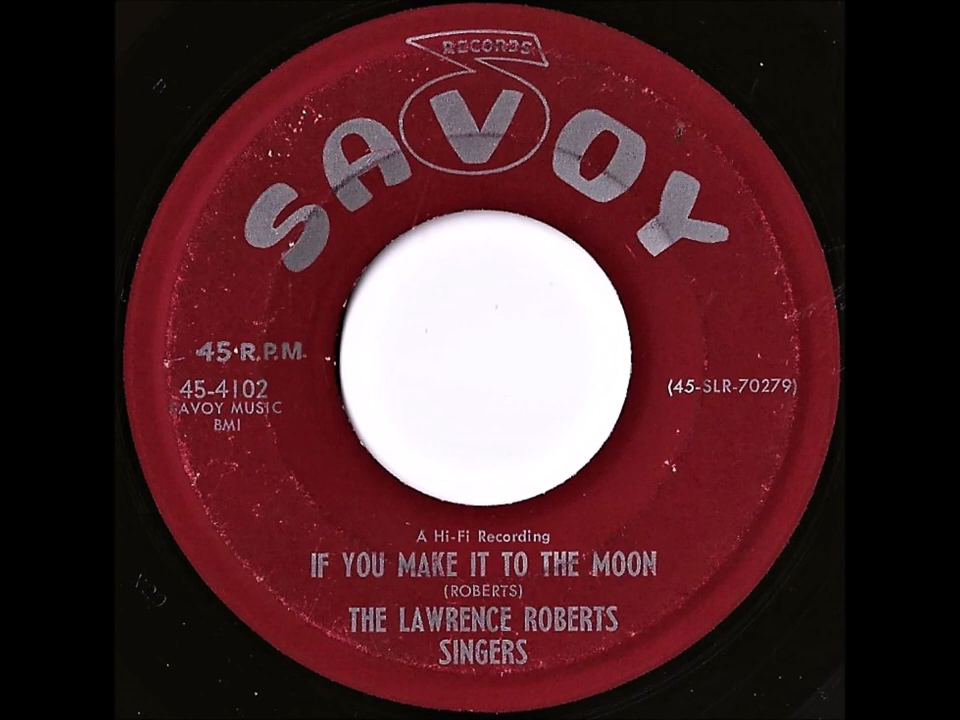 RECORDS
SAVOY
45 R.P.M.
45-4102
SAVOY MUSIC
BMI
(45-SLR-70279)
A Hi-Fi Recording
IF YOU MAKE IT TO THE MOON
(ROBERTS)
THE LAWRENCE ROBERTS
SINGERS